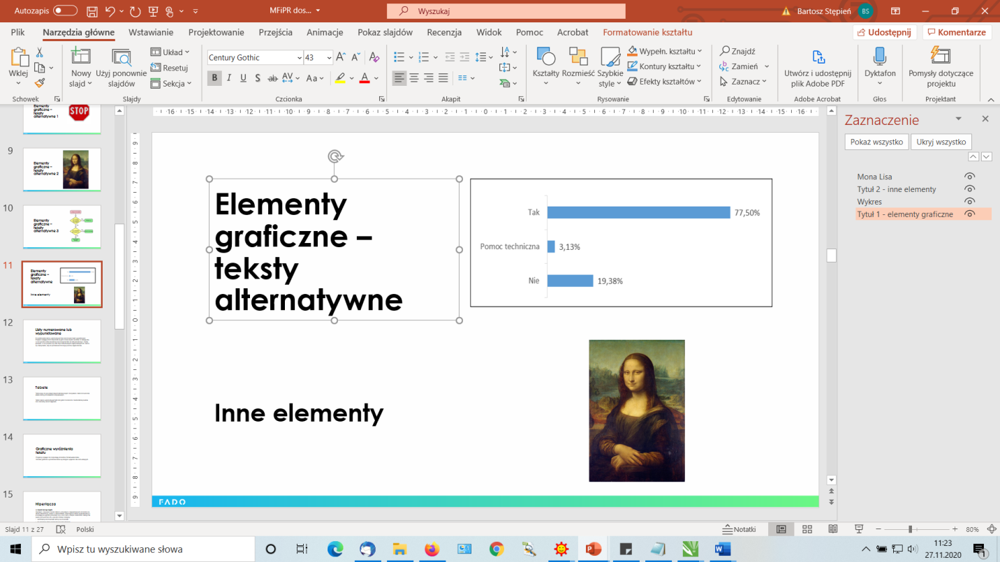 Autozapis
MFiPR dos...
Wyszukaj
Bartosz Stępień
BS
Plik
Narzędzia główne
Wstawianie
Projektowanie
Przejścia
Animacje
Pokaz slajdów
Recenzja
Widok
Pomoc
Acrobat
Formatowanie kształtu
Udostępnij
Komentarze
Wklej
Nowy slajd
Użyj ponownie slajdów
Układ
Resetuj
Sekcja
Century Gothic
43
B I U S ab AV Aa
A
Kształty
Rozmieść
Szybkie style
Wypełn. kształtu
Kontury kształtu
Efekty kształtów
Znajdź
Zamień
Zaznacz
Utwórz i udostępnij plik Adobe PDF
Dyktafon
Pomysły dotyczące projektu
Schowek
Slajdy
Czcionka
Akapit
Rysowanie
Edytowanie
Adobe Acrobat
Głos
Projektant
Elementy
graficzne –
teksty
alternatywne 1
STOP
9
Elementy
graficzne –
teksty
alternatywne 2
10
Elementy
graficzne –
teksty
alternatywne 3
11
Elementy
graficzne –
teksty
alternatywne
Inne elementy
12
Listy numerowane lub
wypunktowane
13
Tabele
14
Graficzne wyróżnienia
tekstu
15
Hiperłącza
Elementy
graficzne –
teksty
alternatywne
Tak
77,50%
Pomoc techniczna
3,13%
Nie
19,38%
Inne elementy
FADO
Zaznaczenie
Pokaż wszystko
Ukryj wszystko
Mona Lisa
Tytuł 2 - inne elementy
Wykres
Tytuł 1 - elementy graficzne
Slajd 11 z 27
Polski
Notatki
80%
Wpisz tu wyszukiwane słowa
11:23
27.11.2020
1